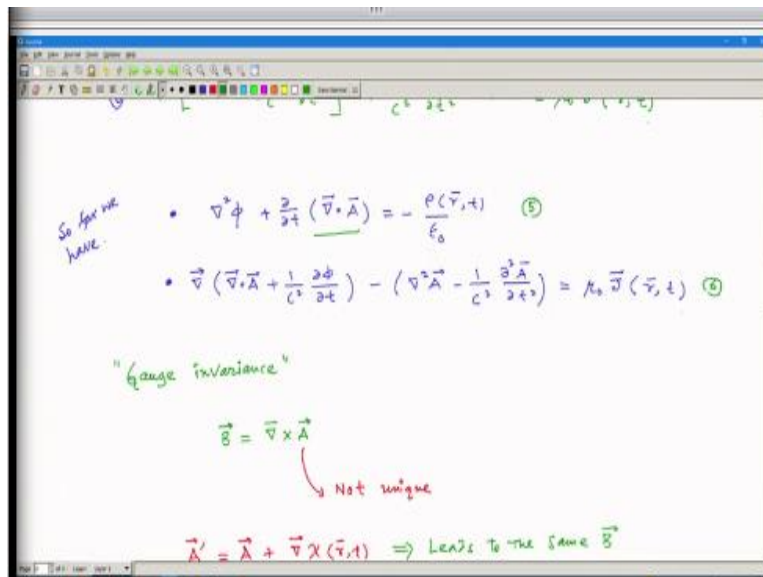 So far we have.
• ∇²φ + ∂/∂t (∇⃗·A⃗) = − ρ(r̄,t)/ε₀ ⑤
• ∇⃗ (∇⃗·A⃗ + 1/c² ∂φ/∂t) − (∇²A⃗ − 1/c² ∂²A⃗/∂t²) = μ₀ J⃗(r̄,t) ⑥
"Gauge invariance"
B⃗ = ∇⃗ × A⃗
Not unique
A⃗′ = A⃗ + ∇⃗ χ(r̄,t) ⇒ Leads to the same B⃗